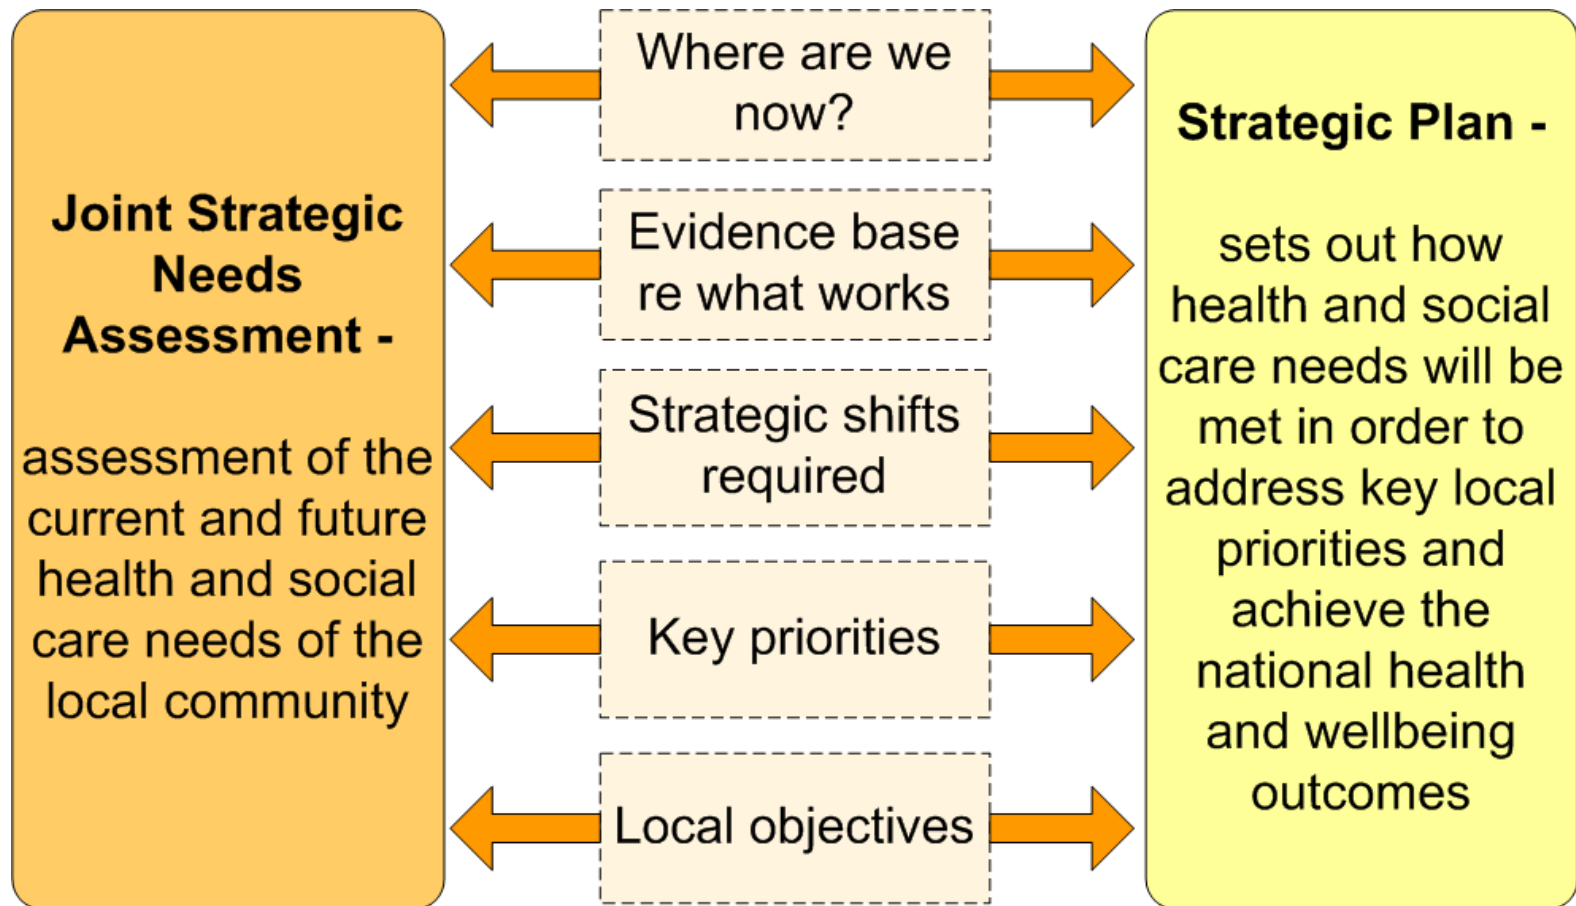 Joint Strategic
Needs
Assessment -
assessment of the
current and future
health and social
care needs of the
local community
Where are we
now?
Evidence base
re what works
Strategic shifts
required
Key priorities
Local objectives
Strategic Plan -
sets out how
health and social
care needs will be
met in order to
address key local
priorities and
achieve the
national health
and wellbeing
outcomes